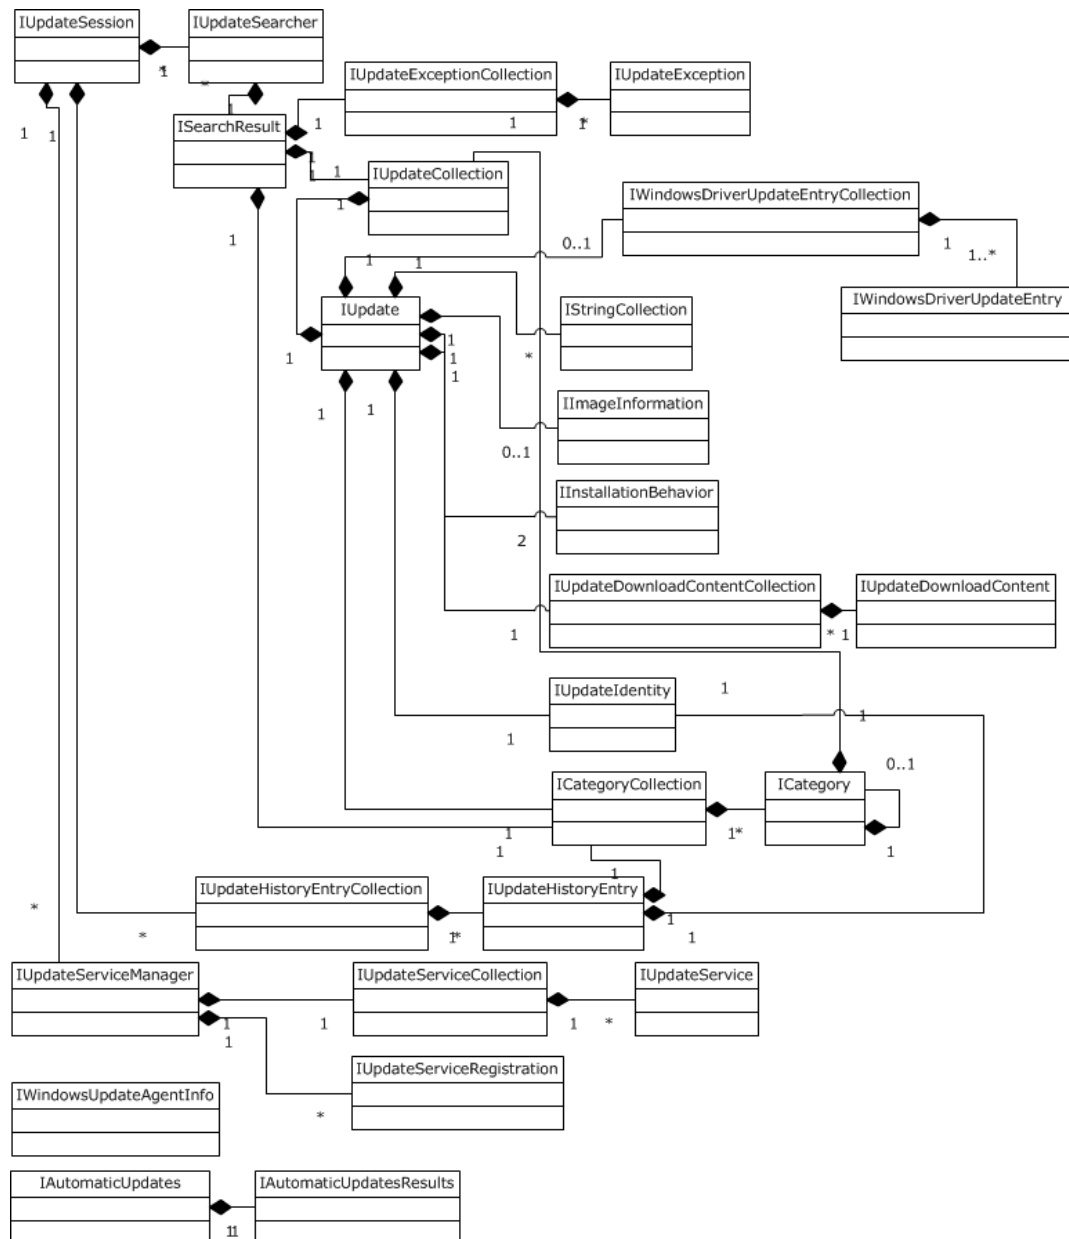 IUpdateSession
IUpdateSearcher
* 1
*
1
1
1
ISearchResult
IUpdateExceptionCollection
IUpdateException
1
1
1 *
1
1
1
IUpdateCollection
1
1
IWindowsDriverUpdateEntryCollection
0..1
1
1..*
1
1
IWindowsDriverUpdateEntry
IUpdate
IStringCollection
1
1
1
1
*
IImageInformation
1
1
0..1
IInstallationBehavior
2
IUpdateDownloadContentCollection
IUpdateDownloadContent
1
* 1
IUpdateIdentity
1
1
1
ICategoryCollection
ICategory
0..1
1
1*
1
1
1
IUpdateHistoryEntryCollection
IUpdateHistoryEntry
*
*
1*
1
1
IUpdateServiceManager
IUpdateServiceCollection
IUpdateService
1
1
1
*
1
IUpdateServiceRegistration
*
IWindowsUpdateAgentInfo
IAutomaticUpdates
IAutomaticUpdatesResults
11